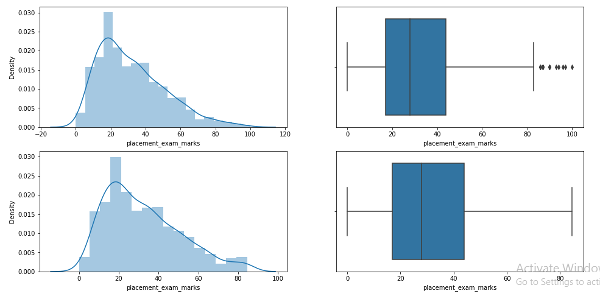 0.030
0.025
0.020
0.015
0.010
0.005
0.000
Density
−20 0 20 40 60 80 100 120
placement_exam_marks
0 20 40 60 80 100
placement_exam_marks
0.030
0.025
0.020
0.015
0.010
0.005
0.000
Density
0 20 40 60 80 100
placement_exam_marks
0 20 40 60 80
placement_exam_marks
Activate Window
Go to Settings to acti